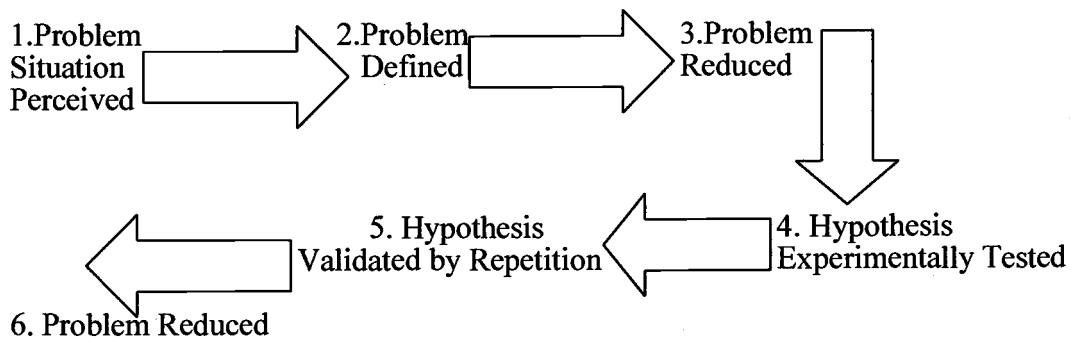 1.Problem
Situation
Perceived
2.Problem
Defined
3.Problem
Reduced
4. Hypothesis
Experimentally Tested
5. Hypothesis
Validated by Repetition
6. Problem Reduced